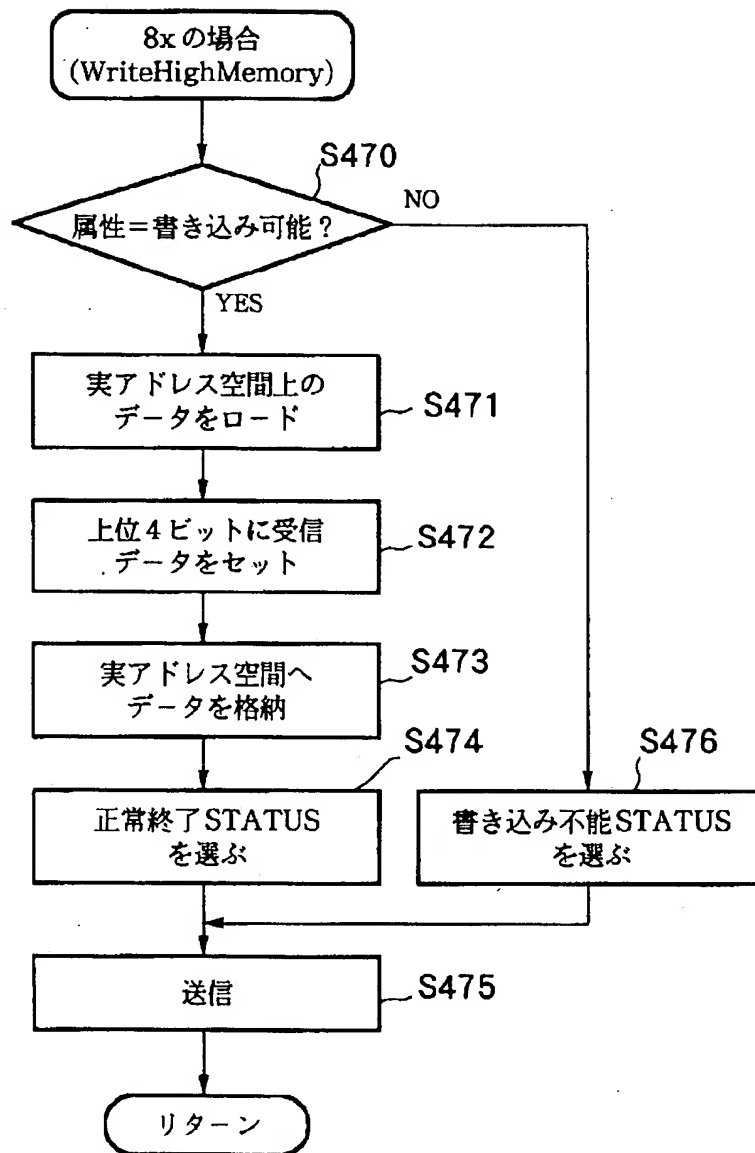 8xの場合
(WriteHighMemory)
S470
属性=書き込み可能?
NO
YES
実アドレス空間上の
データをロード
S471
上位4ビットに受信
データをセット
S472
実アドレス空間へ
データを格納
S473
S474
正常終了STATUS
を選ぶ
S476
書き込み不能STATUS
を選ぶ
送信
S475
リターン